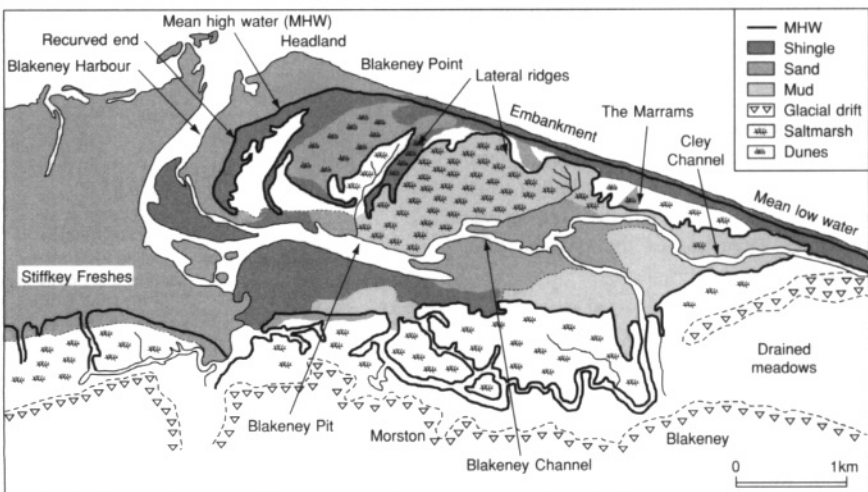 Mean high water (MHW)
Recurved end
Headland
Blakeney Harbour
Blakeney Point
Lateral ridges
Embankment
The Marrams
Cley
Channel
Mean low water
MHW
Shingle
Sand
Mud
Glacial drift
Saltmarsh
Dunes
Stiffkey Freshes
Drained
meadows
Blakeney Pit
Morston
Blakeney Channel
Blakeney
0
1km